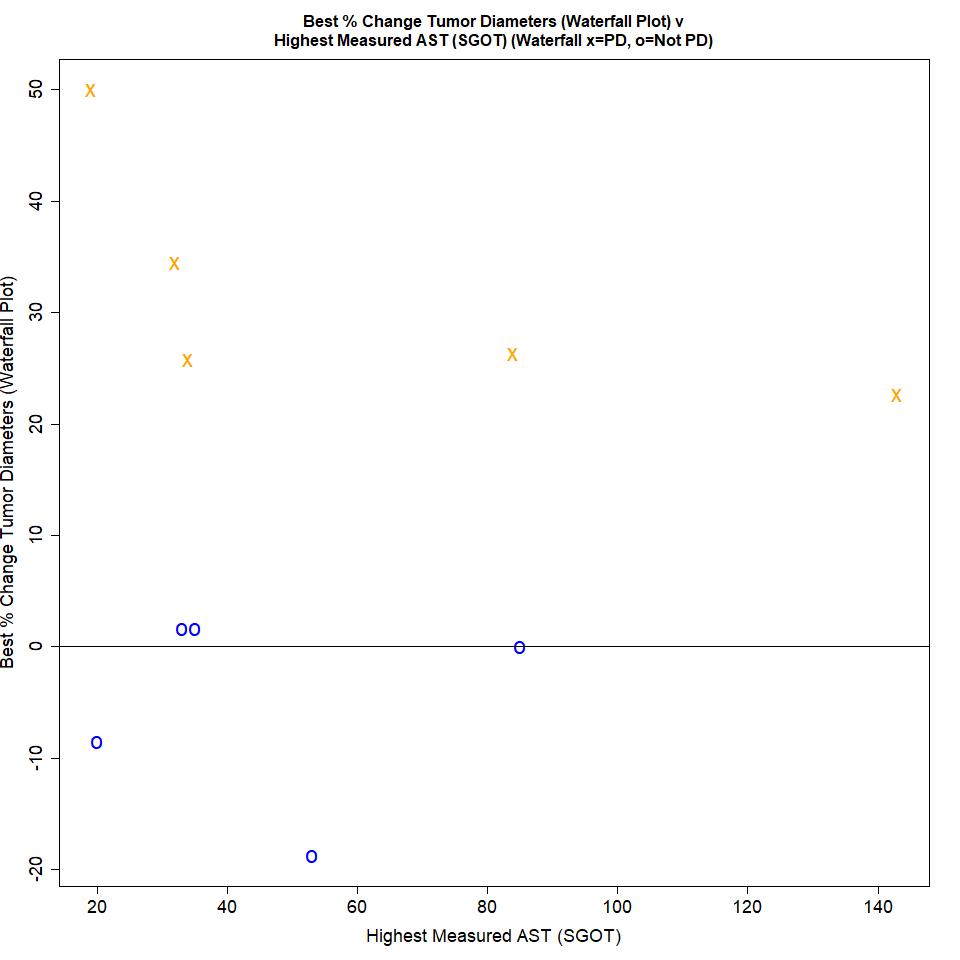 Best % Change Tumor Diameters (Waterfall Plot) v
Highest Measured AST (SGOT) (Waterfall x=PD, o=Not PD)
Best % Change Tumor Diameters (Waterfall Plot)
50
40
30
20
10
0
-10
-20
X
X
X
X
X
O O
O
O
O
20 40 60 80 100 120 140
Highest Measured AST (SGOT)